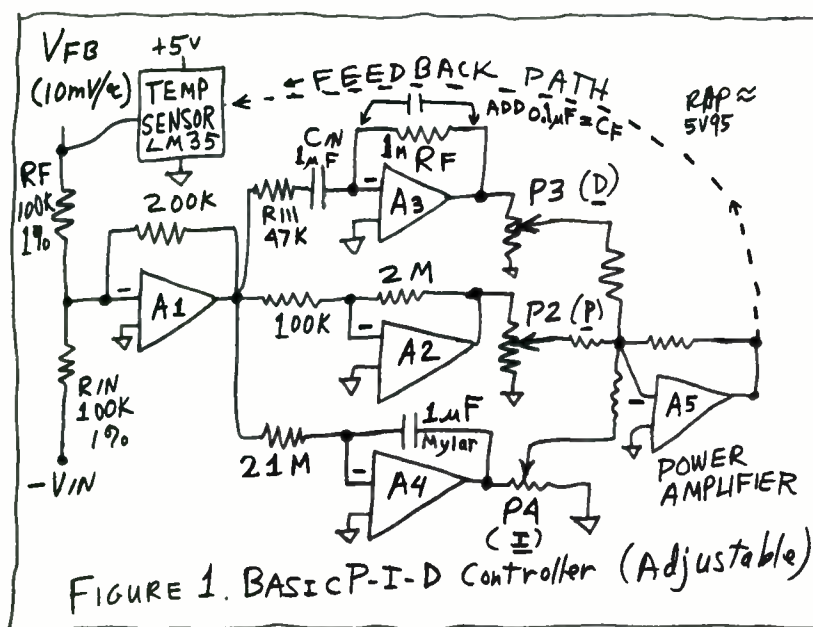 VFB
(10mV/°C)
+5V
TEMP
SENSOR
LM35
FEEDBACK PATH
ADD 0.1µF = CF
RAP ≈
5V95
RF
100K
1%
200K
CIN
1µF
1M RF
RIII
47K
A3
P3 (D)
A1
2M
100K
A2
P2 (P)
RIN
100K
1%
-VIN
1µF
Mylar
21M
A4
P4
(I)
A5
POWER
AMPLIFIER
FIGURE 1. BASIC P-I-D Controller (Adjustable)